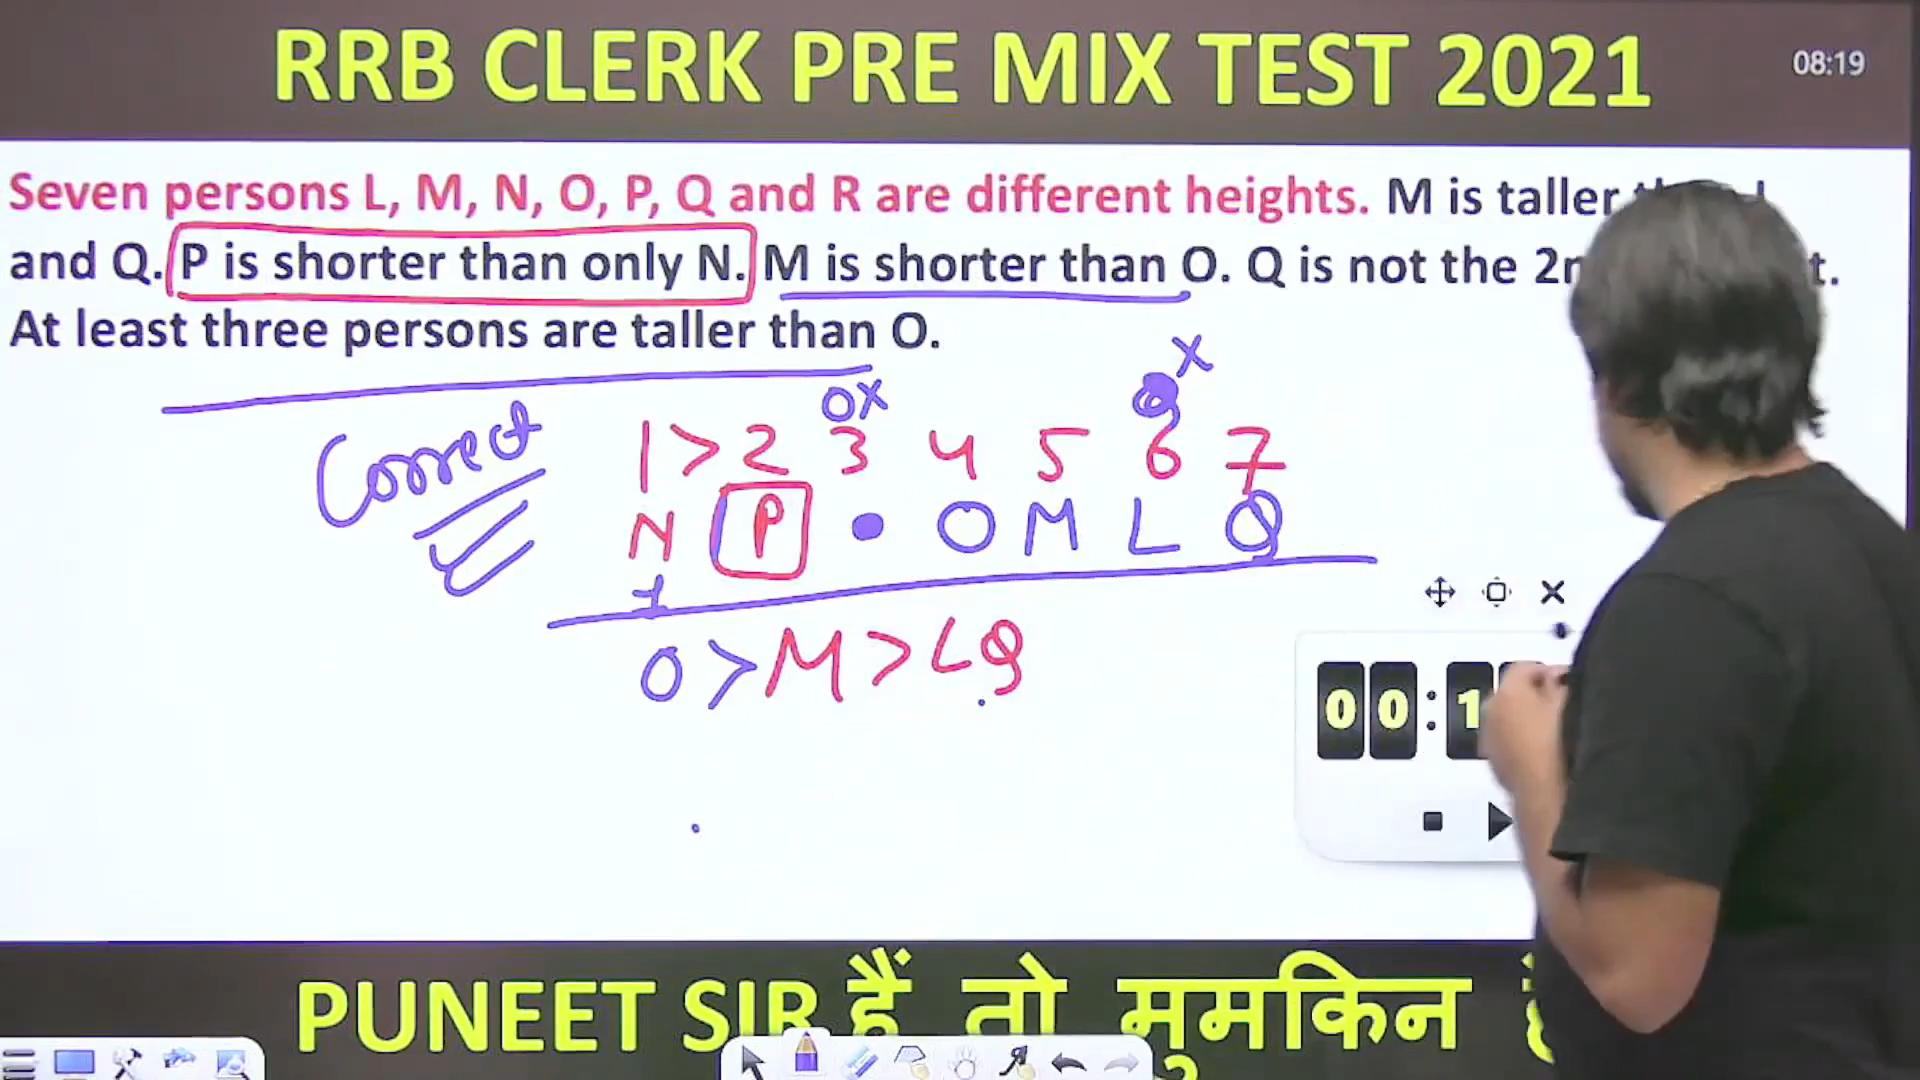 RRB CLERK PRE MIX TEST 2021
08:19
Seven persons L, M, N, O, P, Q and R are different heights. M is taller
and Q. P is shorter than only N. M is shorter than O. Q is not the
At least three persons are taller than O.
Correct
O X
Q X
1 > 2 3 4 5 6 7
N P • O M L Q
O > M > L Q
00:1
PUNEET SIR हैं तो मुमकिन